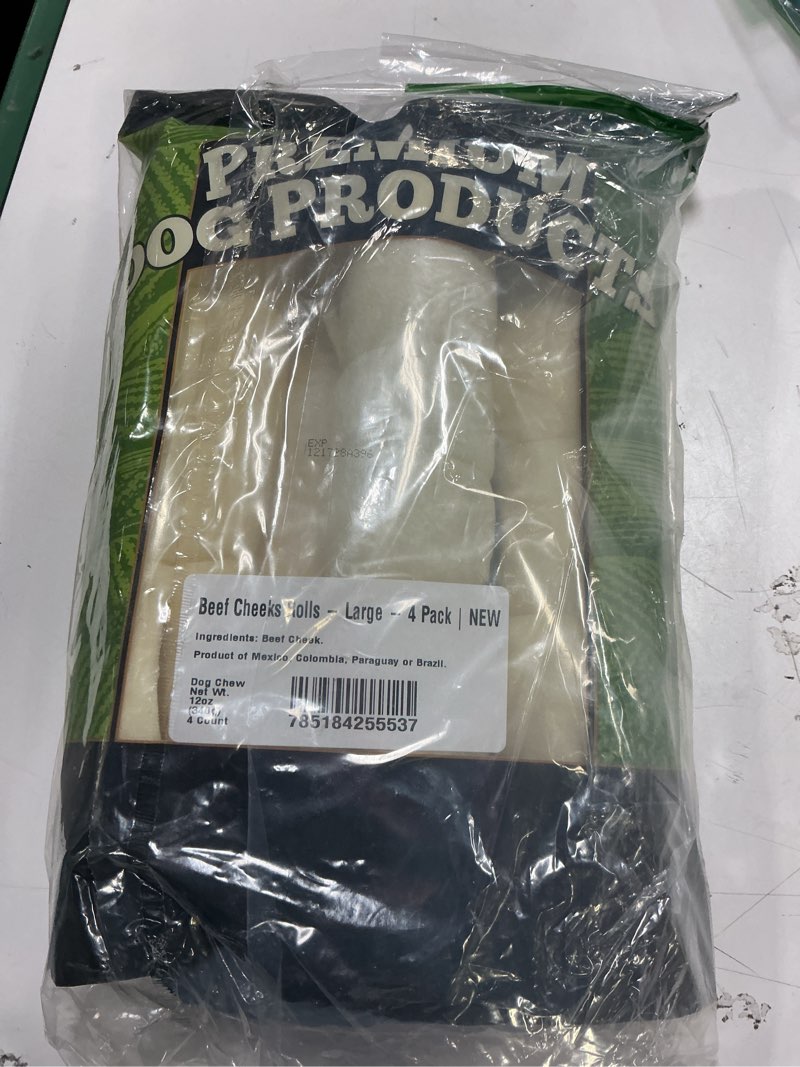 PREMIUM
DOG PRODUCTS
EXP
Beef Cheeks Rolls - Large - 4 Pack | NEW
Ingredients: Beef Cheek.
Product of Mexico, Colombia, Paraguay or Brazil.
Dog Chew
Net Wt.
12oz
4 Count
785184255537